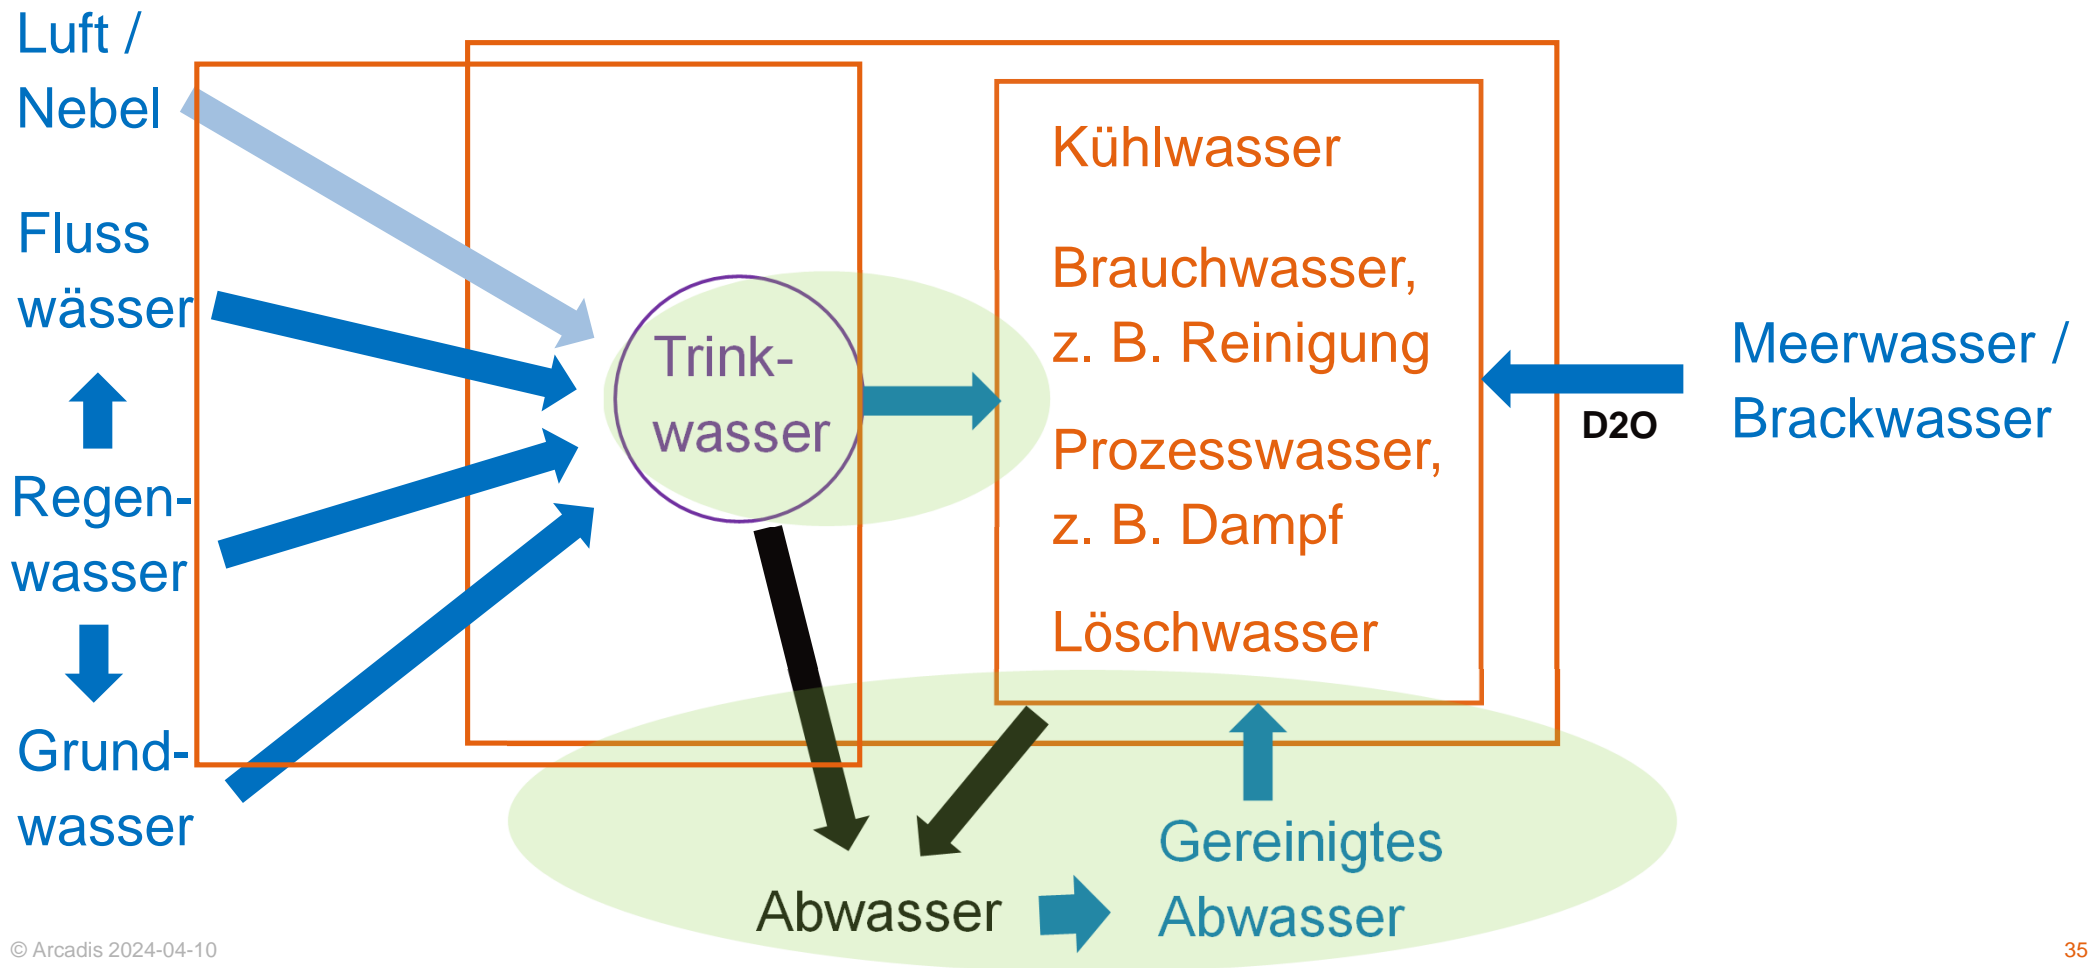 Luft /
Nebel
Fluss
wässer
Regen-
wasser
Grund-
wasser
Trink-
wasser
Kühlwasser
Brauchwasser,
z. B. Reinigung
Prozesswasser,
z. B. Dampf
Löschwasser
D2O
Meerwasser /
Brackwasser
Abwasser
Gereinigtes
Abwasser
© Arcadis 2024-04-10
35